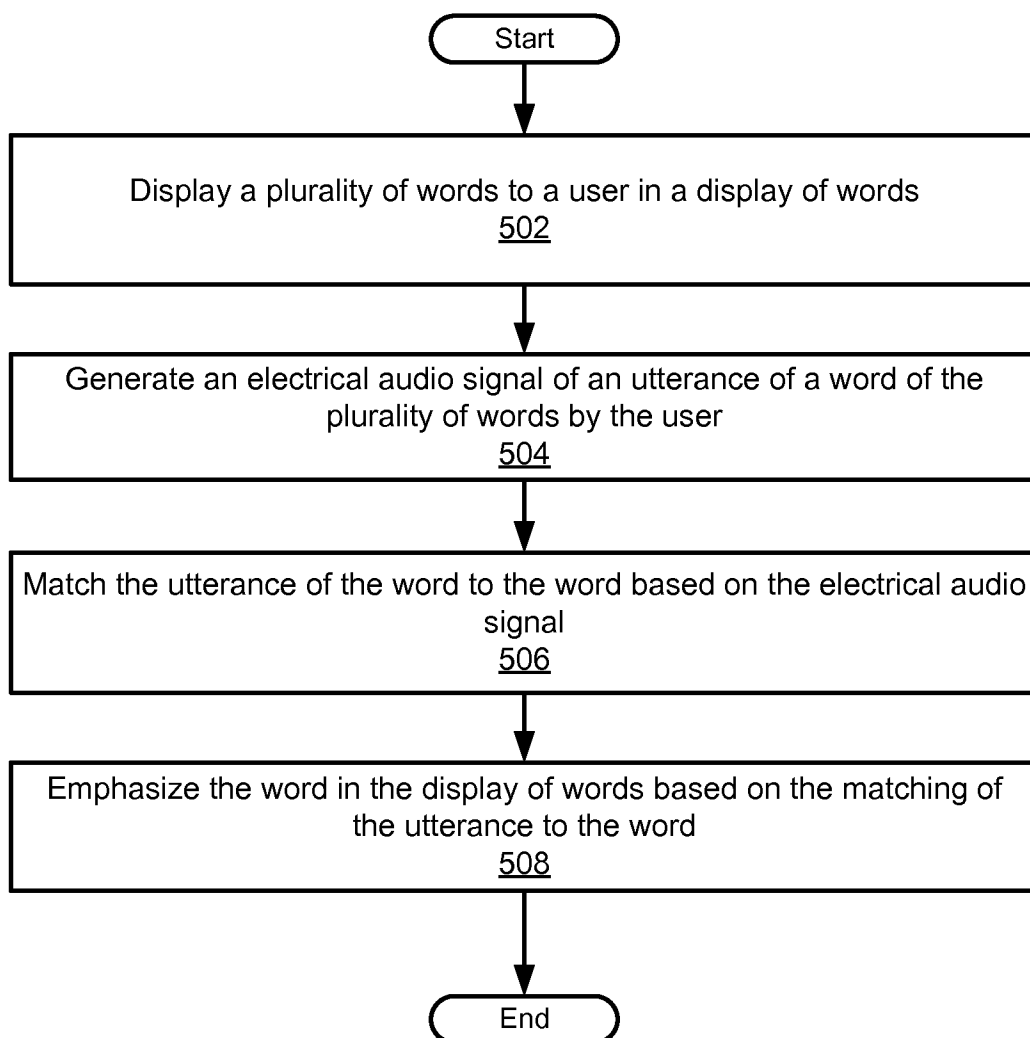 Start
Display a plurality of words to a user in a display of words
502
Generate an electrical audio signal of an utterance of a word of the
plurality of words by the user
504
Match the utterance of the word to the word based on the electrical audio
signal
506
Emphasize the word in the display of words based on the matching of
the utterance to the word
508
End